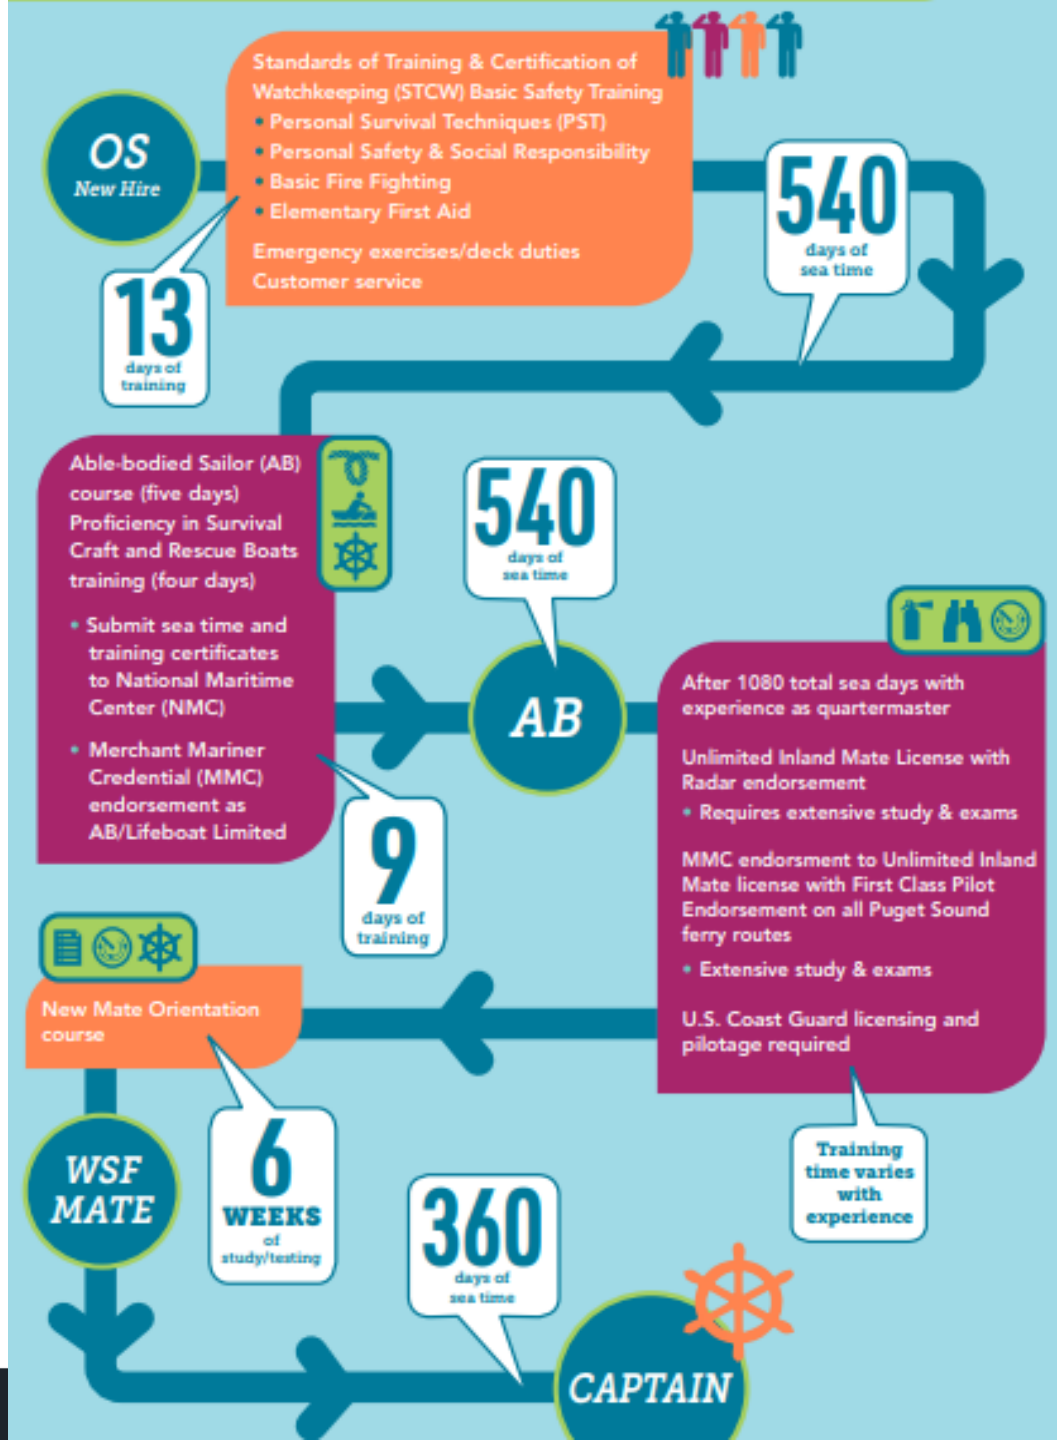 OS
New Hire
Standards of Training & Certification of
Watchkeeping (STCW) Basic Safety Training
• Personal Survival Techniques (PST)
• Personal Safety & Social Responsibility
• Basic Fire Fighting
• Elementary First Aid
Emergency exercises/deck duties
Customer service
13
days of
training
540
days of
sea time
Able-bodied Sailor (AB)
course (five days)
Proficiency in Survival
Craft and Rescue Boats
training (four days)
• Submit sea time and
training certificates
to National Maritime
Center (NMC)
• Merchant Mariner
Credential (MMC)
endorsement as
AB/Lifeboat Limited
9
days of
training
540
days of
sea time
AB
After 1080 total sea days with
experience as quartermaster
Unlimited Inland Mate License with
Radar endorsement
• Requires extensive study & exams
MMC endorsment to Unlimited Inland
Mate license with First Class Pilot
Endorsement on all Puget Sound
ferry routes
• Extensive study & exams
U.S. Coast Guard licensing and
pilotage required
Training
time varies
with
experience
New Mate Orientation
course
6
WEEKS
of
study/testing
WSF
MATE
360
days of
sea time
CAPTAIN